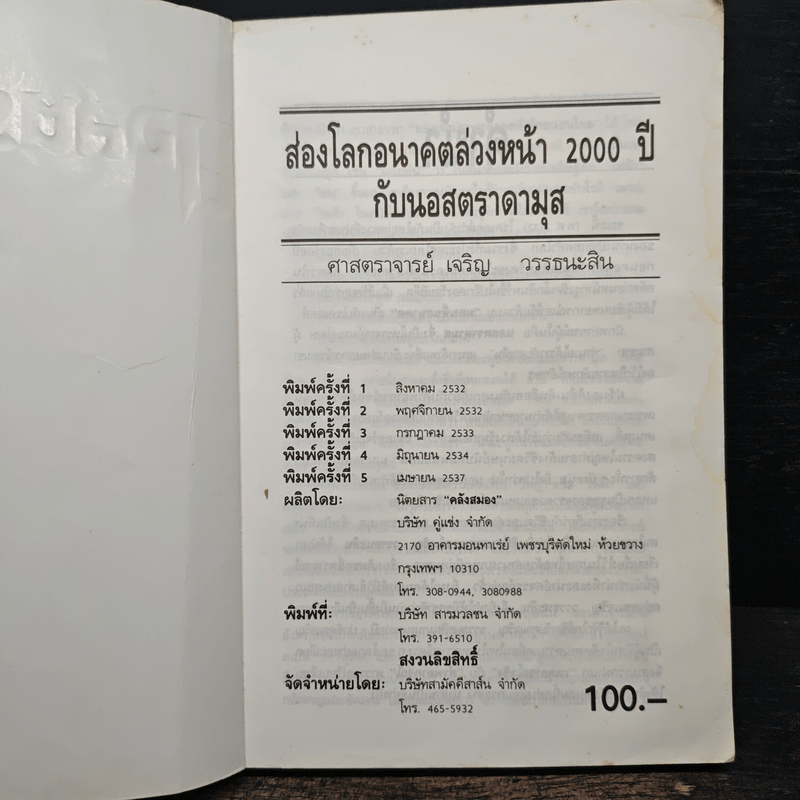 ส่องโลกอนาคตล่วงหน้า 2000 ปี
กับนอสตราดามุส
ศาสตราจารย์ เจริญ วรรธนะสิน
พิมพ์ครั้งที่ 1 สิงหาคม 2532
พิมพ์ครั้งที่ 2 พฤศจิกายน 2532
พิมพ์ครั้งที่ 3 กรกฎาคม 2533
พิมพ์ครั้งที่ 4 มิถุนายน 2534
พิมพ์ครั้งที่ 5 เมษายน 2537
ผลิตโดย: นิตยสาร "คลังสมอง"
บริษัท คู่แข่ง จำกัด
2170 อาคารมอนทาเร่ย์ เพชรบุรีตัดใหม่ ห้วยขวาง
กรุงเทพฯ 10310
โทร. 308-0944, 3080988
พิมพ์ที่: บริษัท สารมวลชน จำกัด
โทร. 391-6510
สงวนลิขสิทธิ์
จัดจำหน่ายโดย: บริษัทสามัคคีสาส์น จำกัด
โทร. 465-5932
100.-